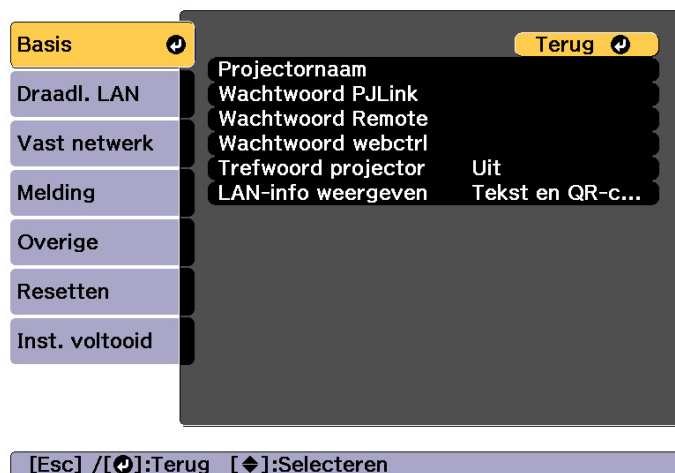 Basis
Draadl. LAN
Vast netwerk
Melding
Overige
Resetten
Inst. voltooid
Terug
Projectornaam
Wachtwoord PJLink
Wachtwoord Remote
Wachtwoord webctrl
Trefwoord projector Uit
LAN-info weergeven Tekst en QR-c...
[Esc] /[↵]:Terug [◆]:Selecteren